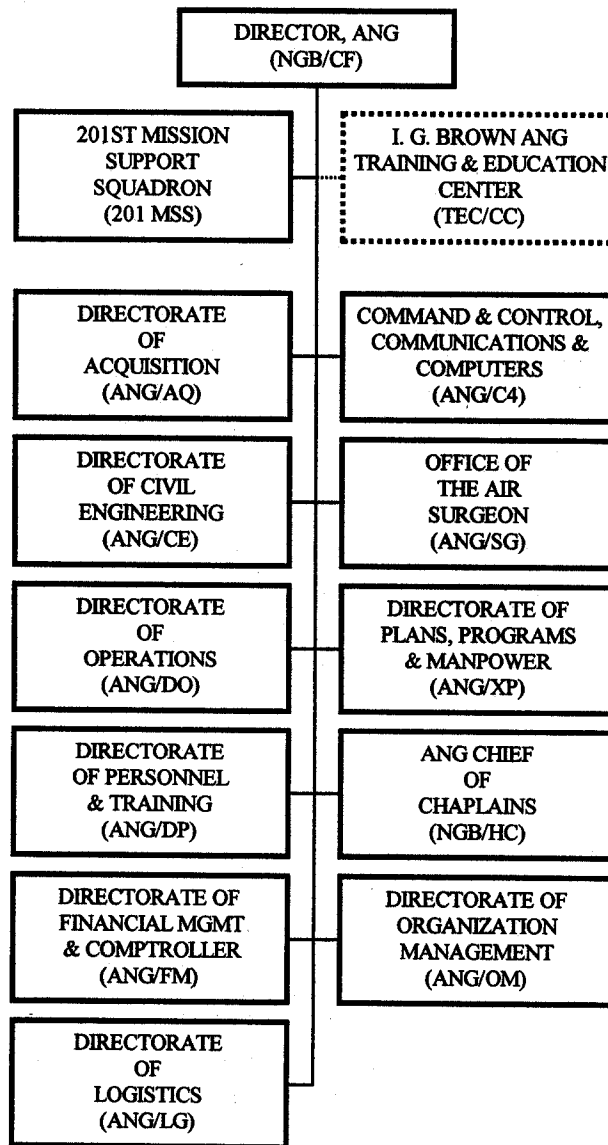 DIRECTOR, ANG
(NGB/CF)
201ST MISSION
SUPPORT
SQUADRON
(201 MSS)
I. G. BROWN ANG
TRAINING & EDUCATION
CENTER
(TEC/CC)
DIRECTORATE
OF
ACQUISITION
(ANG/AQ)
COMMAND & CONTROL,
COMMUNICATIONS &
COMPUTERS
(ANG/C4)
DIRECTORATE
OF CIVIL
ENGINEERING
(ANG/CE)
OFFICE OF
THE AIR
SURGEON
(ANG/SG)
DIRECTORATE
OF
OPERATIONS
(ANG/DO)
DIRECTORATE OF
PLANS, PROGRAMS
& MANPOWER
(ANG/XP)
DIRECTORATE
OF PERSONNEL
& TRAINING
(ANG/DP)
ANG CHIEF
OF
CHAPLAINS
(NGB/HC)
DIRECTORATE OF
FINANCIAL MGMT
& COMPTROLLER
(ANG/FM)
DIRECTORATE OF
ORGANIZATION
MANAGEMENT
(ANG/OM)
DIRECTORATE
OF
LOGISTICS
(ANG/LG)